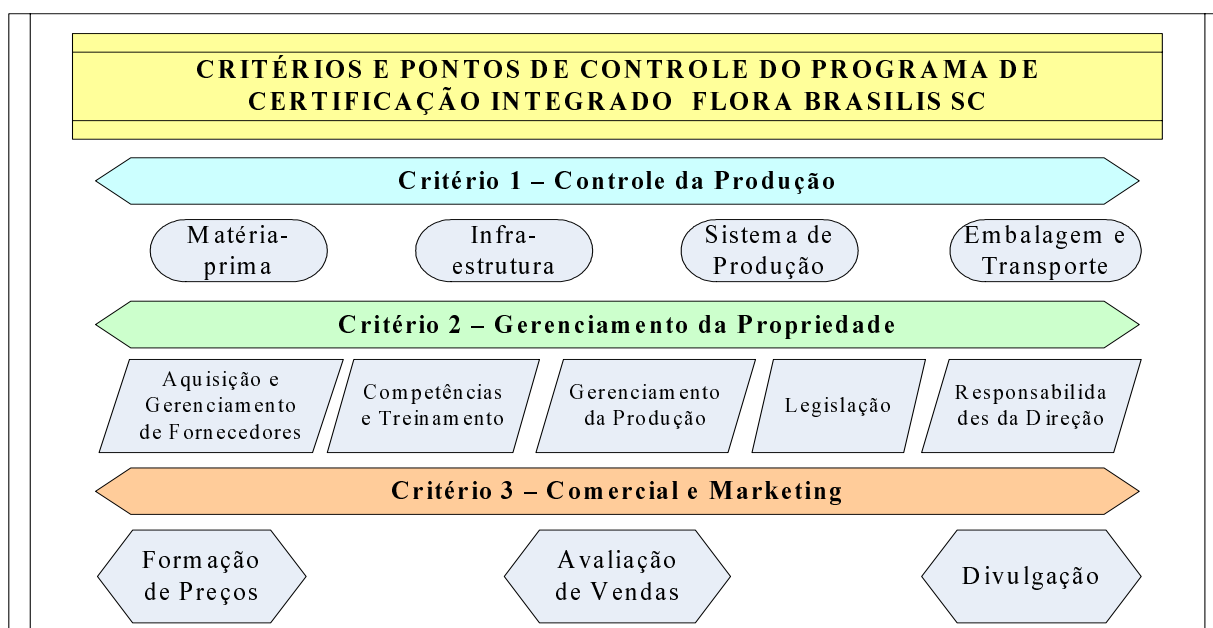 CRITÉRIOS E PONTOS DE CONTROLE DO PROGRAMA DE
CERTIFICAÇÃO INTEGRADO FLORA BRASILIS SC
Critério 1 – Controle da Produção
Matéria-
prima
Infra-
estrutura
Sistema de
Produção
Embalagem e
Transporte
Critério 2 – Gerenciamento da Propriedade
Aquisição e
Gerenciamento
de Fornecedores
Competências
e Treinamento
Gerenciamento
da Produção
Legislação
Responsabilida
des da Direção
Critério 3 – Comercial e Marketing
Formação
de Preços
Avaliação
de Vendas
Divulgação